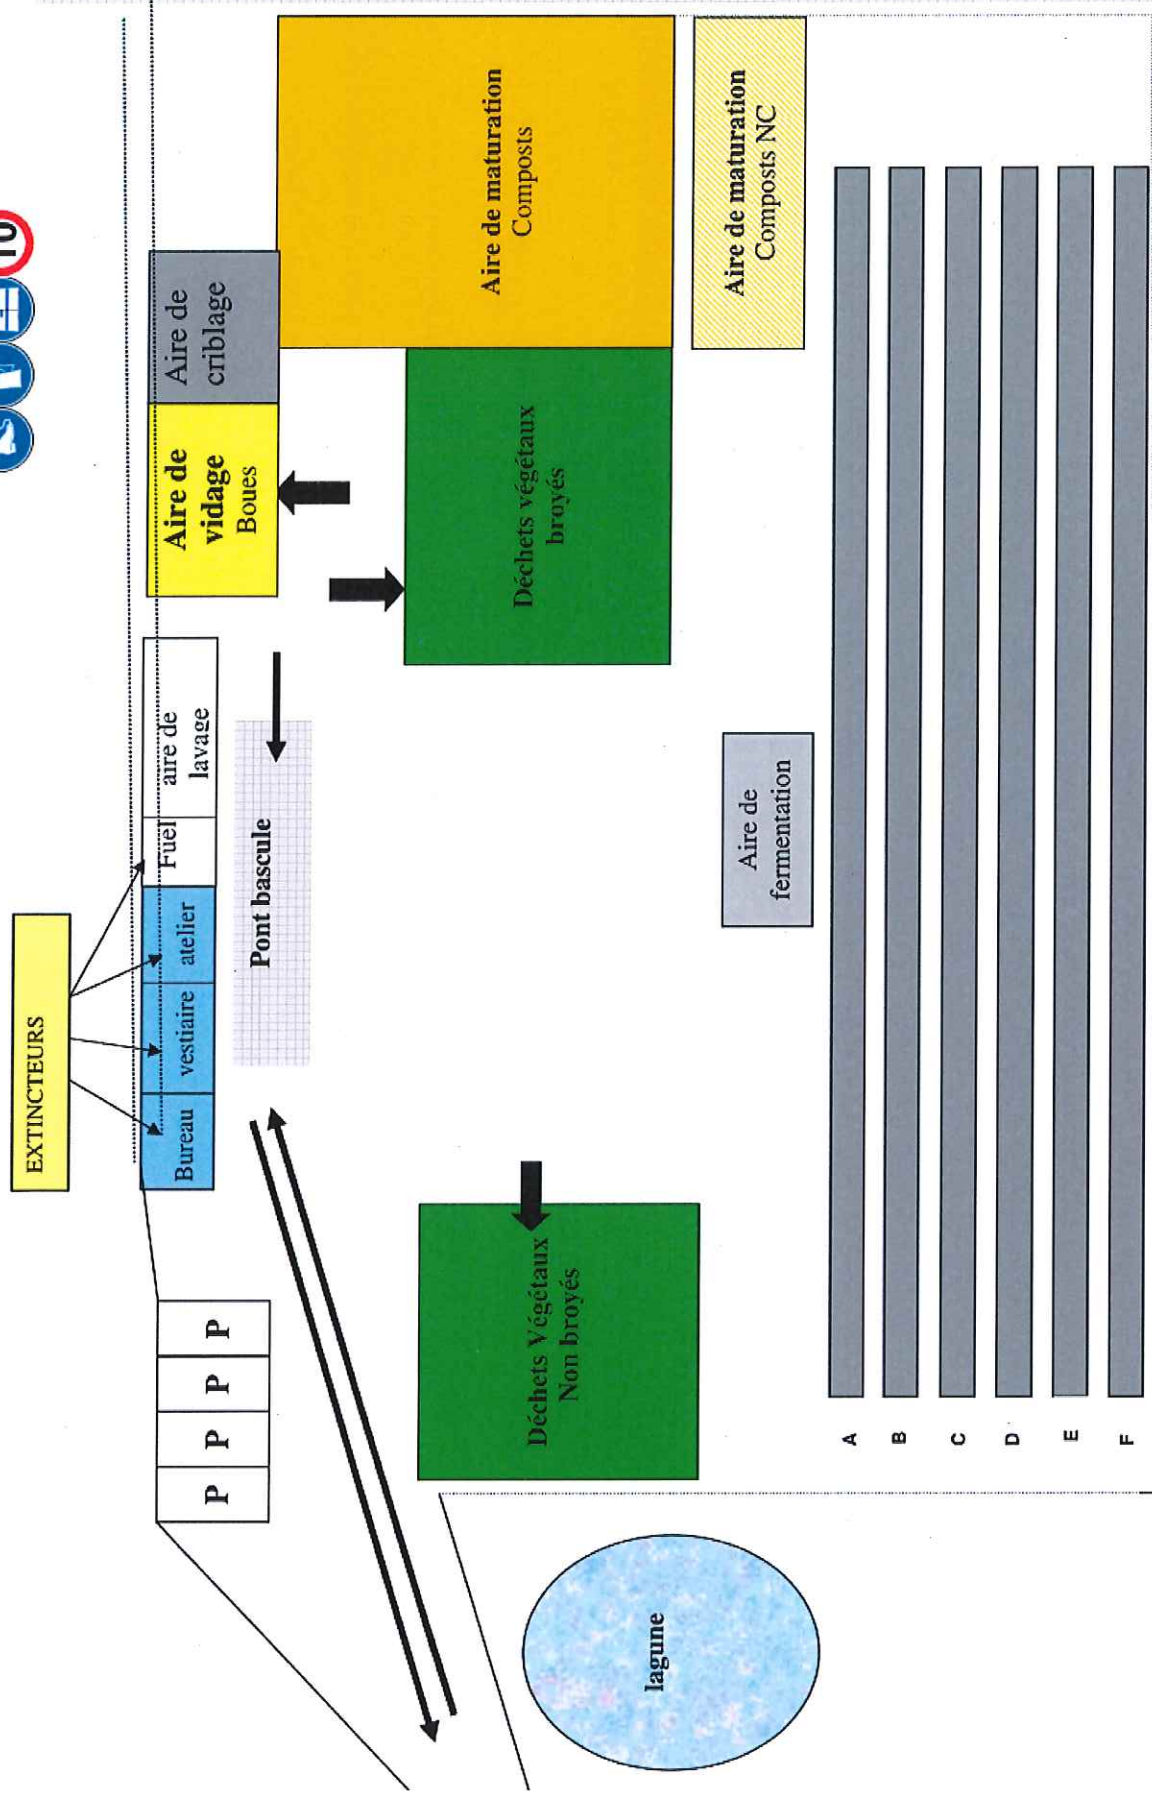 EXTINCTEURS
P P P P
Bureau
vestiaire
atelier
Fuel
aire de
lavage
Aire de
vidage
Boues
Aire de
criblage
Pont bascule
Déchets Végétaux
Non broyés
Déchets végétaux
broyés
Aire de maturation
Composts
lagune
Aire de
fermentation
Aire de maturation
Composts NC
A
B
C
D
E
F